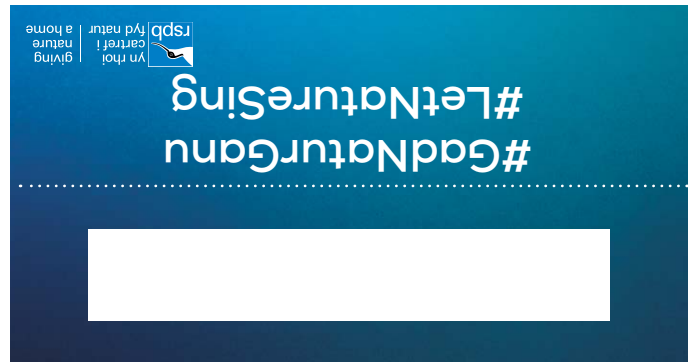 #GadNaturGanu
#LetNatureSing
yn rhoi
cartref i
fyd natur
giving
nature
a home
rspb